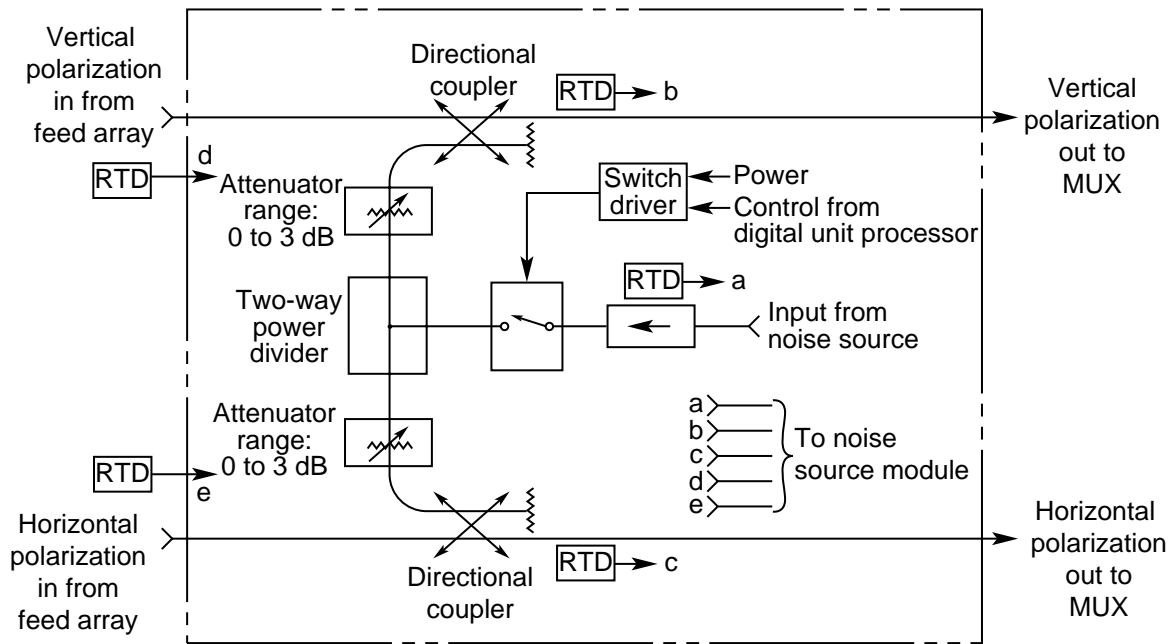 Vertical
polarization
in from
feed array
Directional
coupler
RTD
b
Vertical
polarization
out to
MUX
RTD
d
Attenuator
range:
0 to 3 dB
Switch
driver
Power
Control from
digital unit processor
RTD
a
Two-way
power
divider
Input from
noise source
Attenuator
range:
0 to 3 dB
a
b
c
d
e
To noise
source module
RTD
e
Horizontal
polarization
in from
feed array
Directional
coupler
RTD
c
Horizontal
polarization
out to
MUX